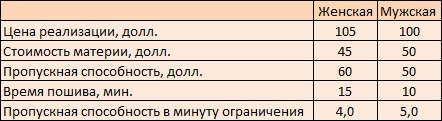 Женская Мужская
Цена реализации, долл. 105 100
Стоимость материи, долл. 45 50
Пропускная способность, долл. 60 50
Время пошива, мин. 15 10
Пропускная способность в минуту ограничения 4,0 5,0